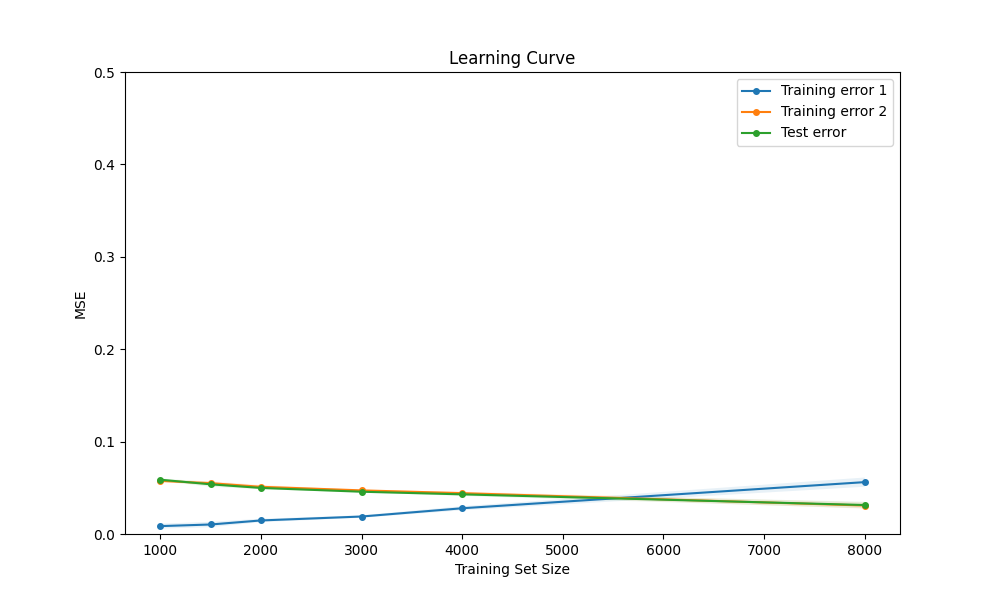 Learning Curve
0.5
Training error 1
Training error 2
Test error
0.4
0.3
MSE
0.2
0.1
0.0
1000 2000 3000 4000 5000 6000 7000 8000
Training Set Size